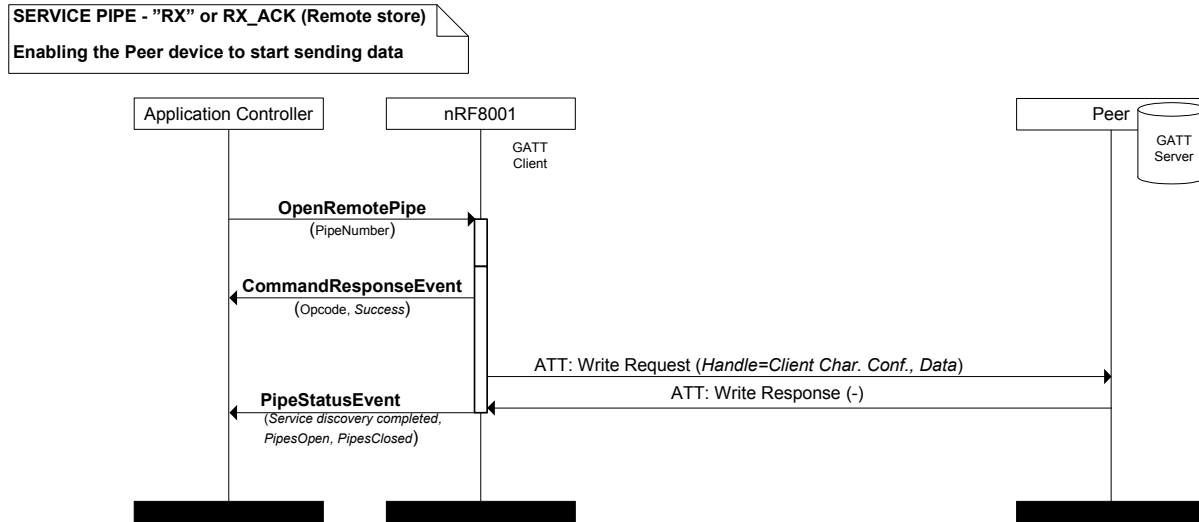 SERVICE PIPE - ”RX” or RX_ACK (Remote store)
Enabling the Peer device to start sending data
Application Controller
nRF8001
Peer
GATT
Client
GATT
Server
OpenRemotePipe
(PipeNumber)
CommandResponseEvent
(Opcode, Success)
ATT: Write Request (Handle=Client Char. Conf., Data)
ATT: Write Response (-)
PipeStatusEvent
(Service discovery completed,
PipesOpen, PipesClosed)